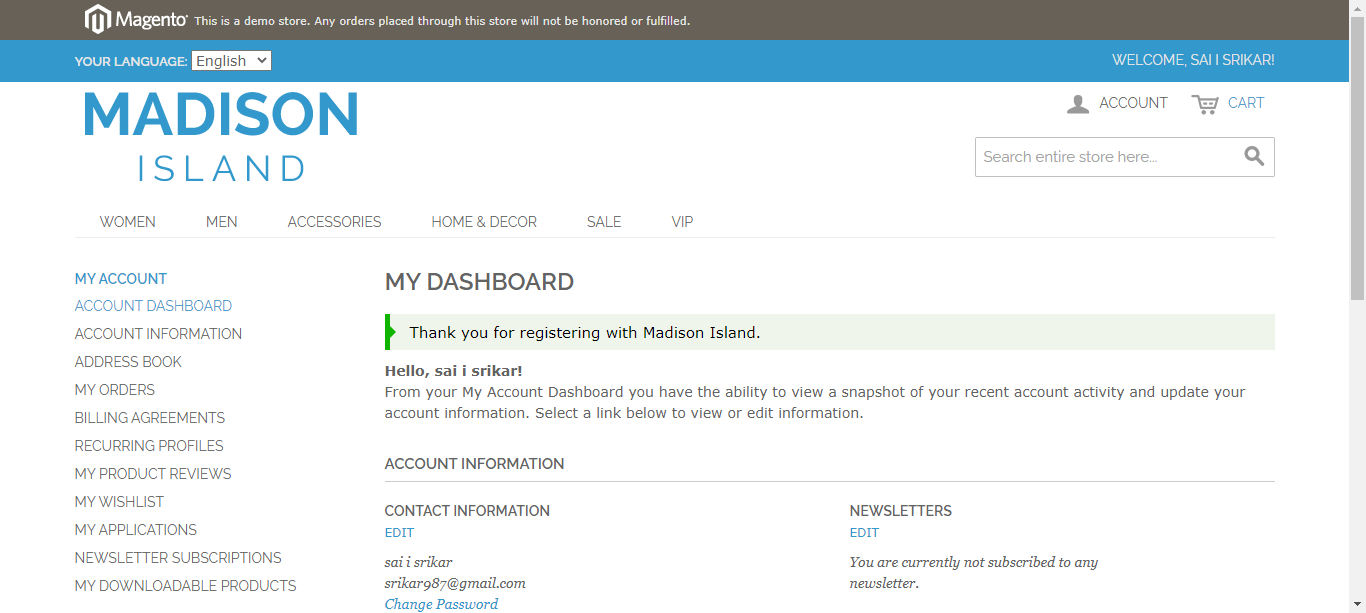 Magento
This is a demo store. Any orders placed through this store will not be honored or fulfilled.
YOUR LANGUAGE: English
WELCOME, SAI I SRIKAR!
MADISON
ISLAND
ACCOUNT
CART
Search entire store here...
WOMEN MEN ACCESSORIES HOME & DECOR SALE VIP
MY ACCOUNT
ACCOUNT DASHBOARD
ACCOUNT INFORMATION
ADDRESS BOOK
MY ORDERS
BILLING AGREEMENTS
RECURRING PROFILES
MY PRODUCT REVIEWS
MY WISHLIST
MY APPLICATIONS
NEWSLETTER SUBSCRIPTIONS
MY DOWNLOADABLE PRODUCTS
MY DASHBOARD
Thank you for registering with Madison Island.
Hello, sai i srikar!
From your My Account Dashboard you have the ability to view a snapshot of your recent account activity and update your
account information. Select a link below to view or edit information.
ACCOUNT INFORMATION
CONTACT INFORMATION
EDIT
sai i srikar
srikar987@gmail.com
Change Password
NEWSLETTERS
EDIT
You are currently not subscribed to any
newsletter.